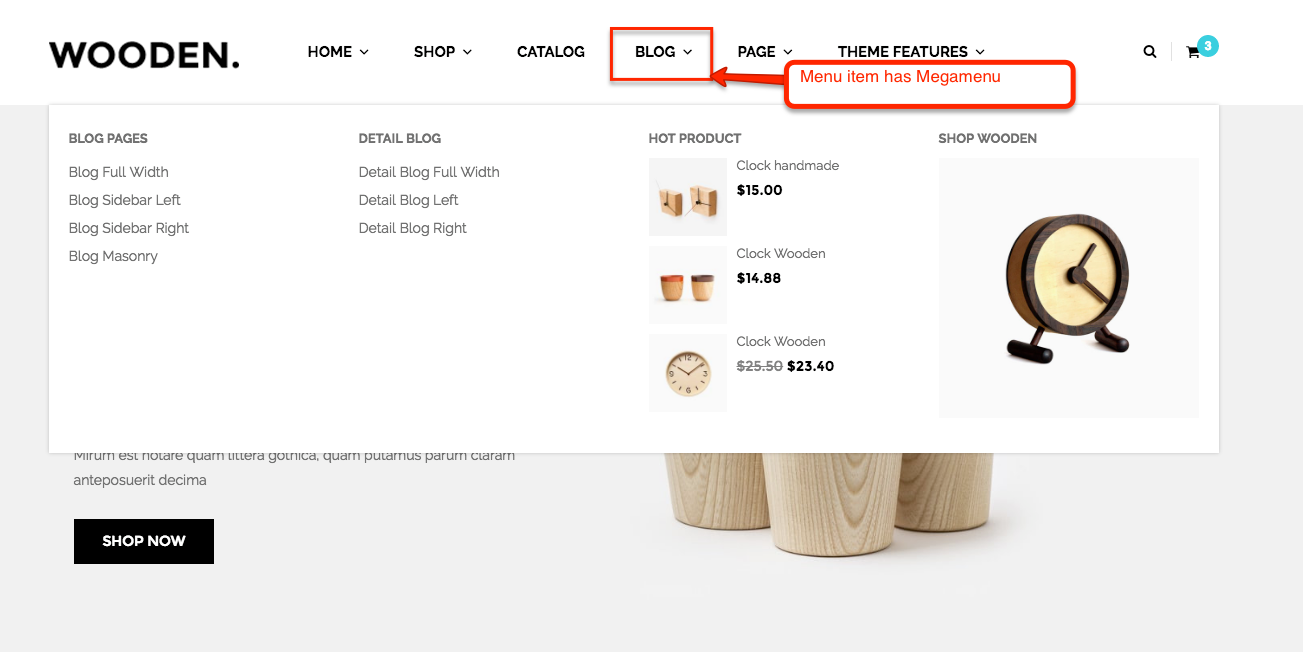 WOODEN.
HOME
SHOP
CATALOG
BLOG
PAGE
THEME FEATURES
3
Menu item has Megamenu
BLOG PAGES
Blog Full Width
Blog Sidebar Left
Blog Sidebar Right
Blog Masonry
DETAIL BLOG
Detail Blog Full Width
Detail Blog Left
Detail Blog Right
HOT PRODUCT
Clock handmade
$15.00
Clock Wooden
$14.88
Clock Wooden
$25.50 $23.40
SHOP WOODEN
Mirum est notare quam littera gothica, quam putamus parum claram
anteposuerit decima
SHOP NOW